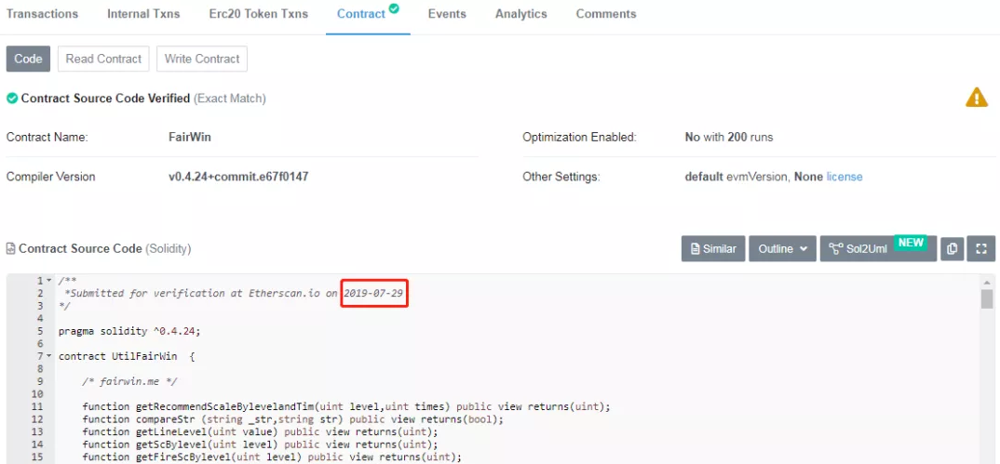 Transactions Internal Txns Erc20 Token Txns Contract Events Analytics Comments
Code Read Contract Write Contract
Contract Source Code Verified (Exact Match)
Contract Name: FairWin Optimization Enabled: No with 200 runs
Compiler Version v0.4.24+commit.e67f0147 Other Settings: default evmVersion, None license
Contract Source Code (Solidity) Similar Outline Sol2Uml NEW
1 /**
2 *Submitted for verification at Etherscan.io on 2019-07-29
3 */
4
5 pragma solidity ^0.4.24;
6
7 contract UtilFairWin {
8
9 /* fairwin.me */
10
11 function getRecommendScaleBylevelandTim(uint level,uint times) public view returns(uint);
12 function compareStr (string _str,string str) public view returns(bool);
13 function getLineLevel(uint value) public view returns(uint);
14 function getScBylevel(uint level) public view returns(uint);
15 function getFireScBylevel(uint level) public view returns(uint);